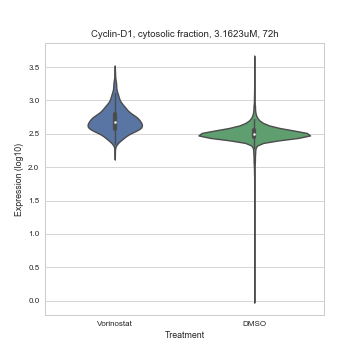 Cyclin-D1, cytosolic fraction, 3.1623uM, 72h
3.5
3.0
2.5
2.0
1.5
1.0
0.5
0.0
Expression (log10)
Vorinostat
DMSO
Treatment